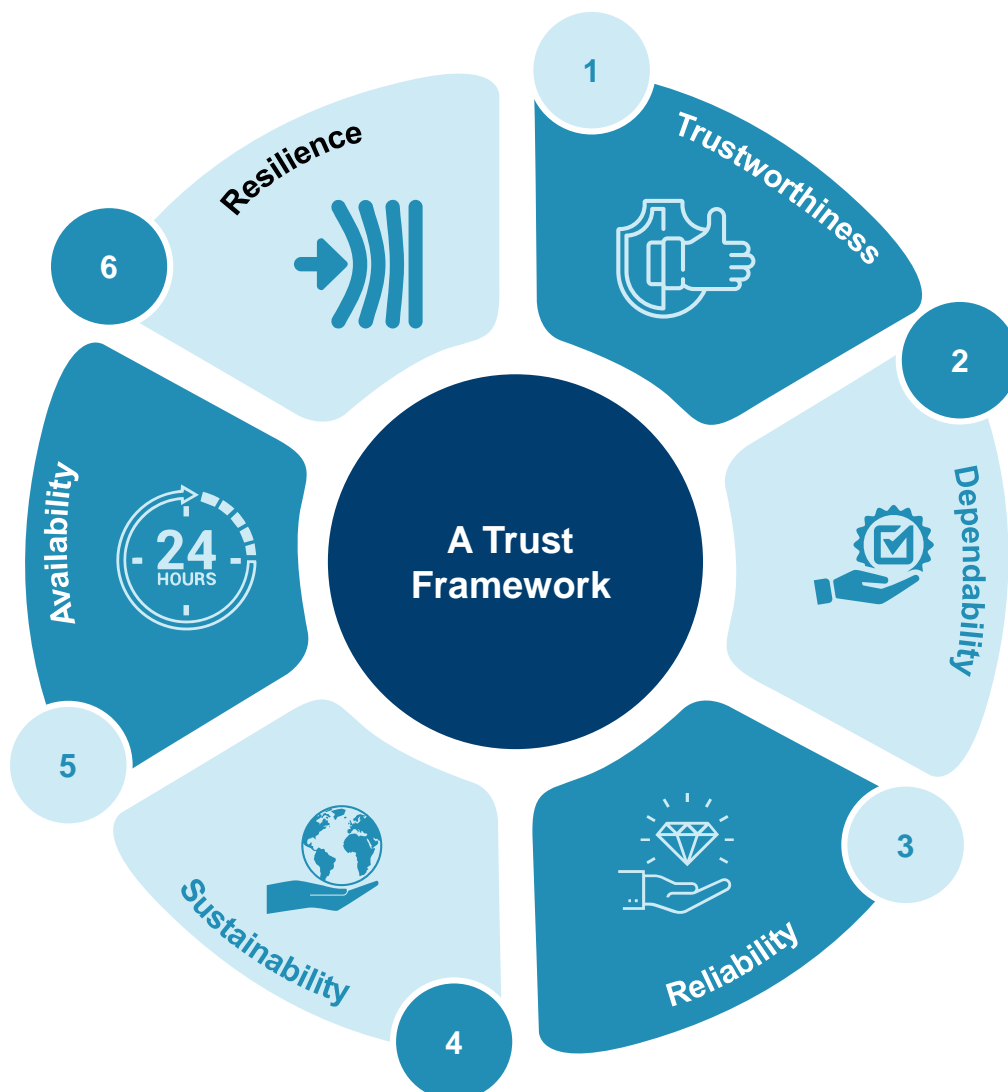 1
Trustworthiness
2
Dependability
3
Reliability
4
Sustainability
5
Availability
24
HOURS
6
Resilience
A Trust
Framework